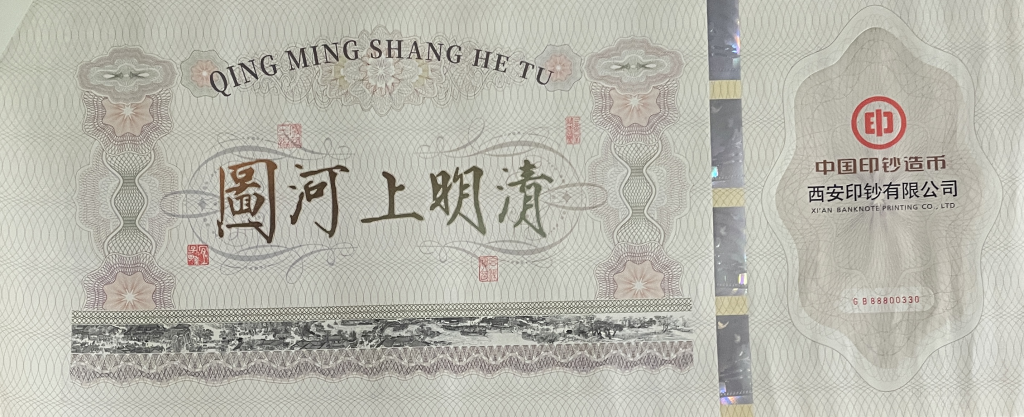 QING MING SHANG HE TU
清明上河圖
中国印钞造币
西安印钞有限公司
XI'AN BANKNOTE PRINTING CO., LTD.
GB88800330